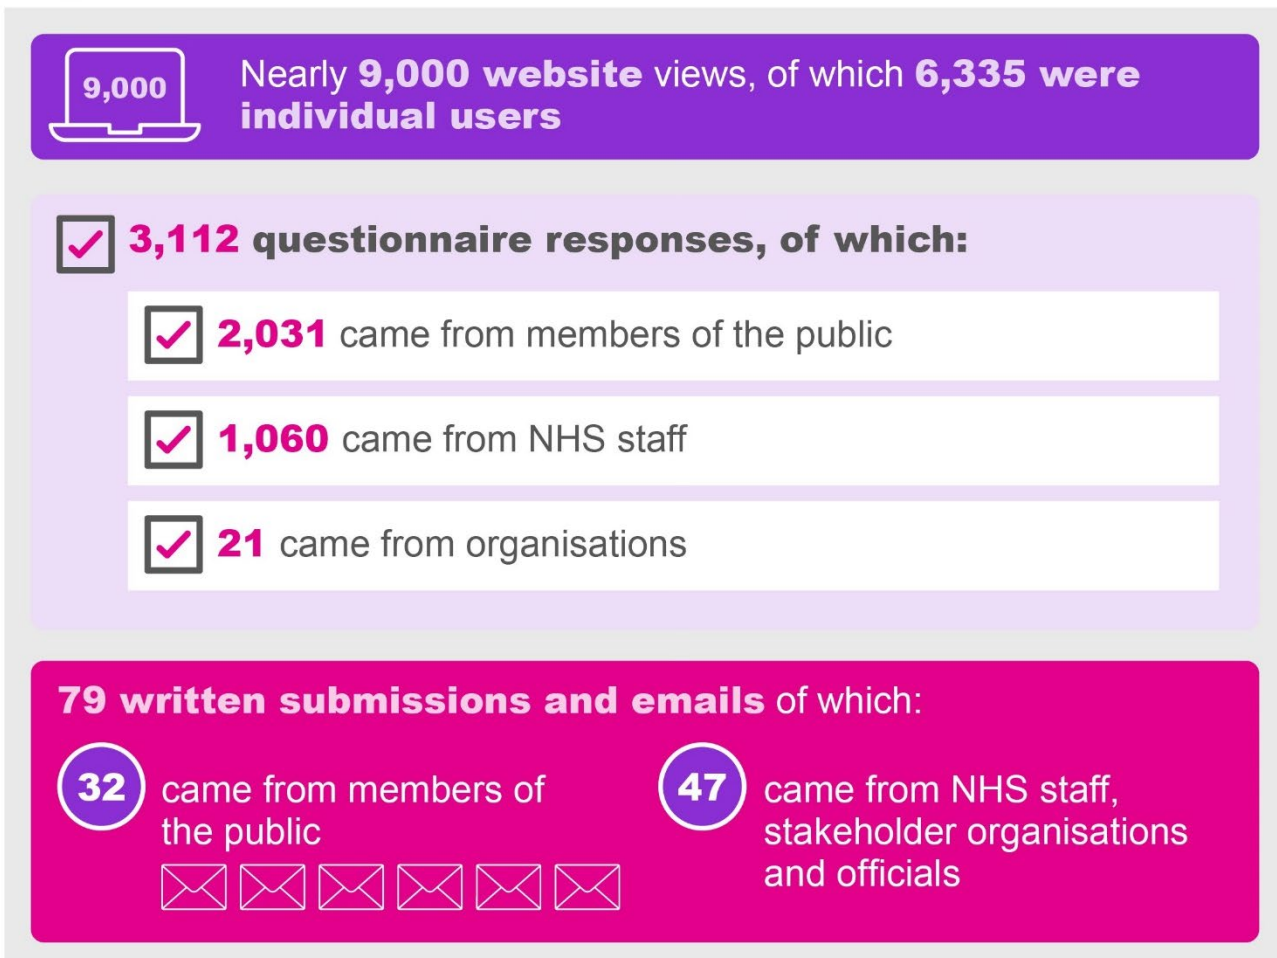 9,000
Nearly 9,000 website views, of which 6,335 were
individual users
3,112 questionnaire responses, of which:
2,031 came from members of the public
1,060 came from NHS staff
21 came from organisations
79 written submissions and emails of which:
32
came from members of
the public
47
came from NHS staff,
stakeholder organisations
and officials